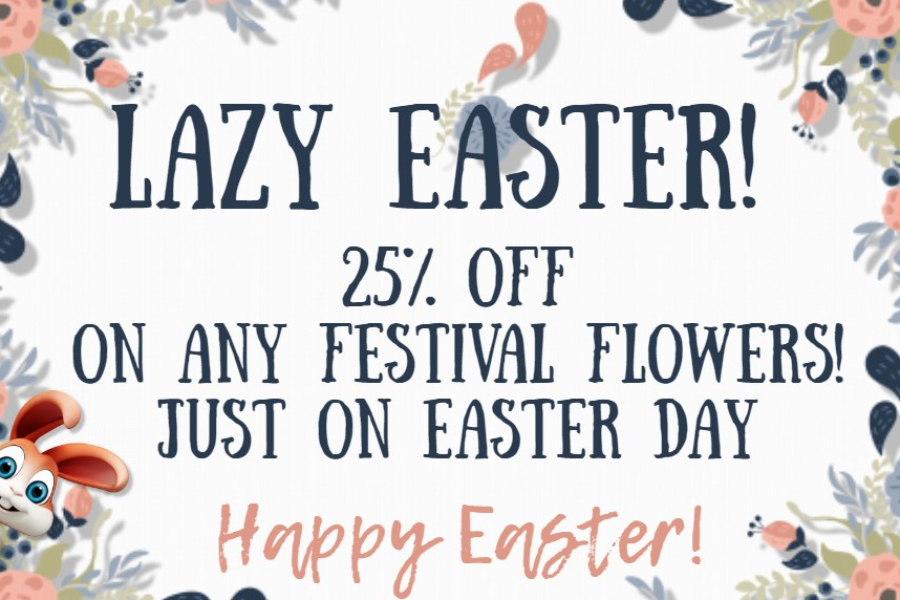 LAZY EASTER!
25% OFF
ON ANY FESTIVAL FLOWERS!
JUST ON EASTER DAY
Happy Easter!